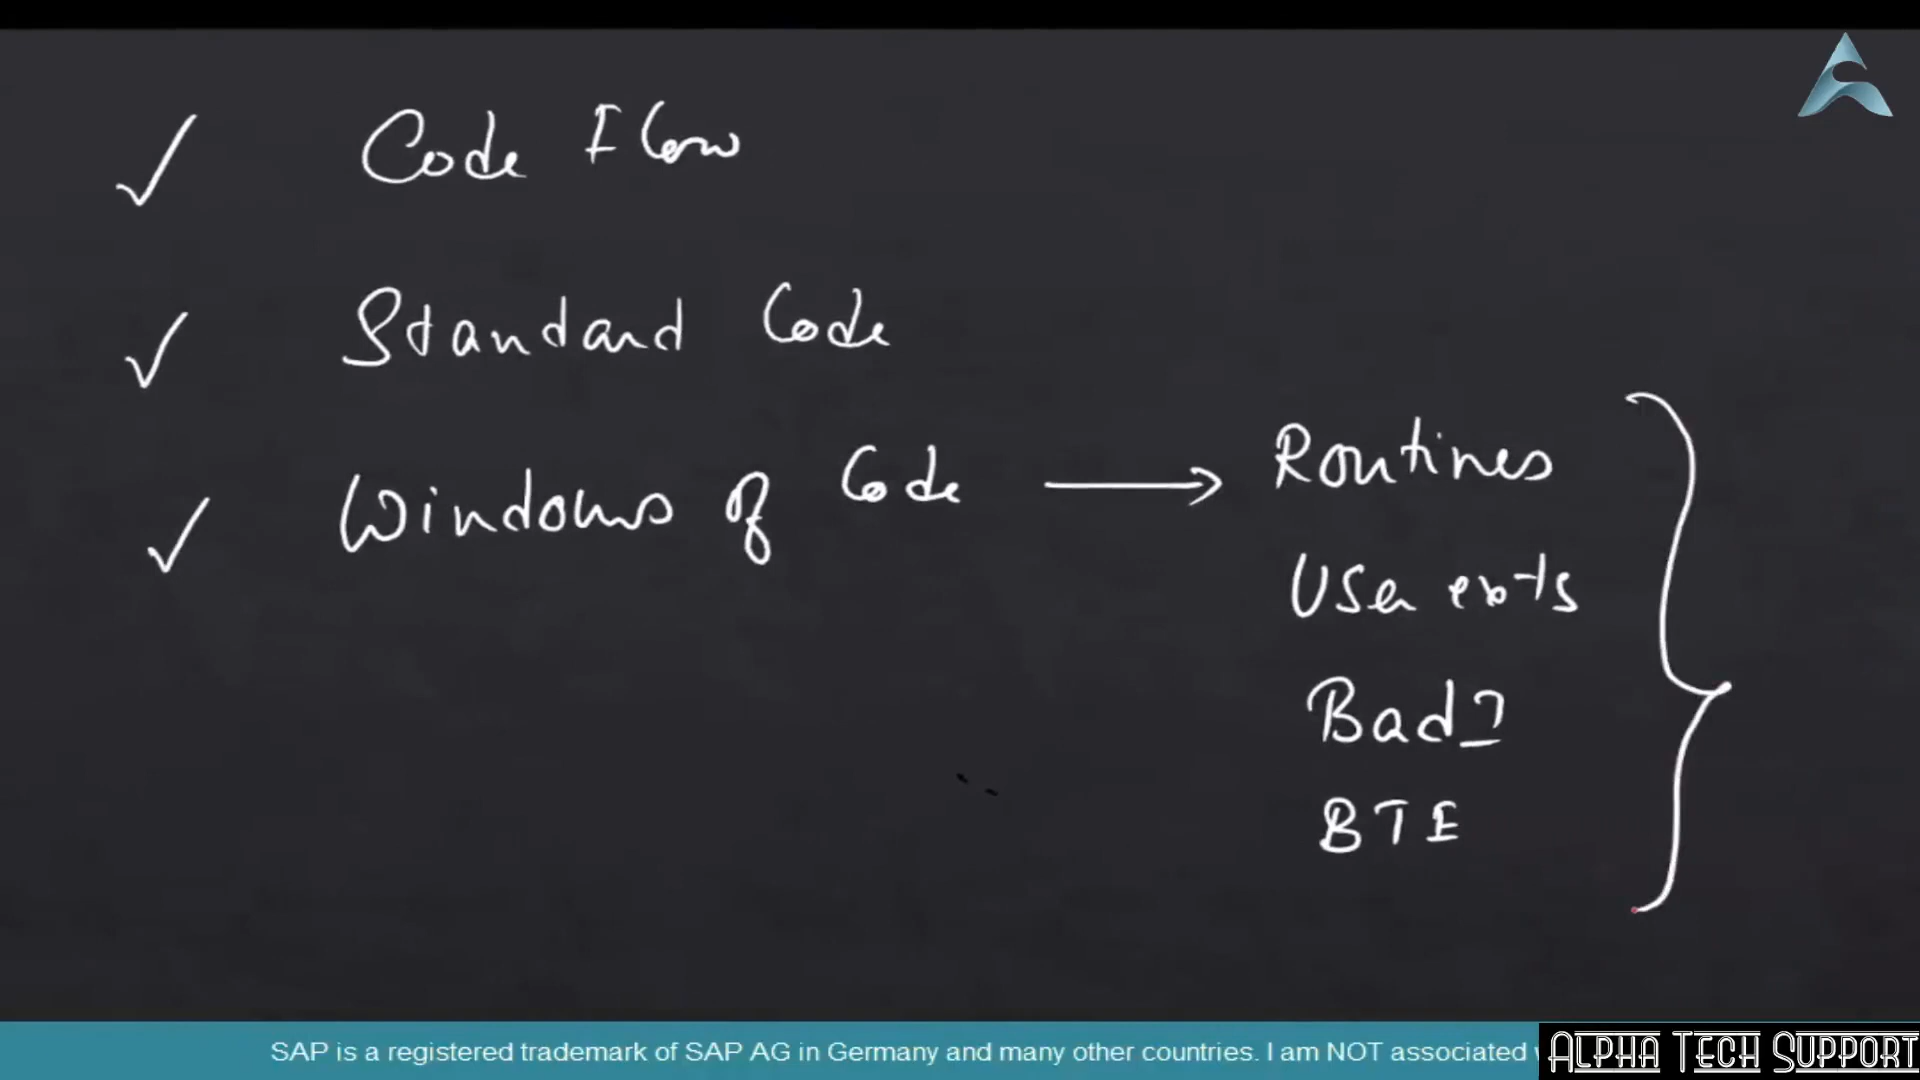 ✓ Code Flow
✓ Standard Code
✓ Windows of Code → Routines
User exits
BadI
BTE
SAP is a registered trademark of SAP AG in Germany and many other countries. I am NOT associated
ALPHA TECH SUPPORT